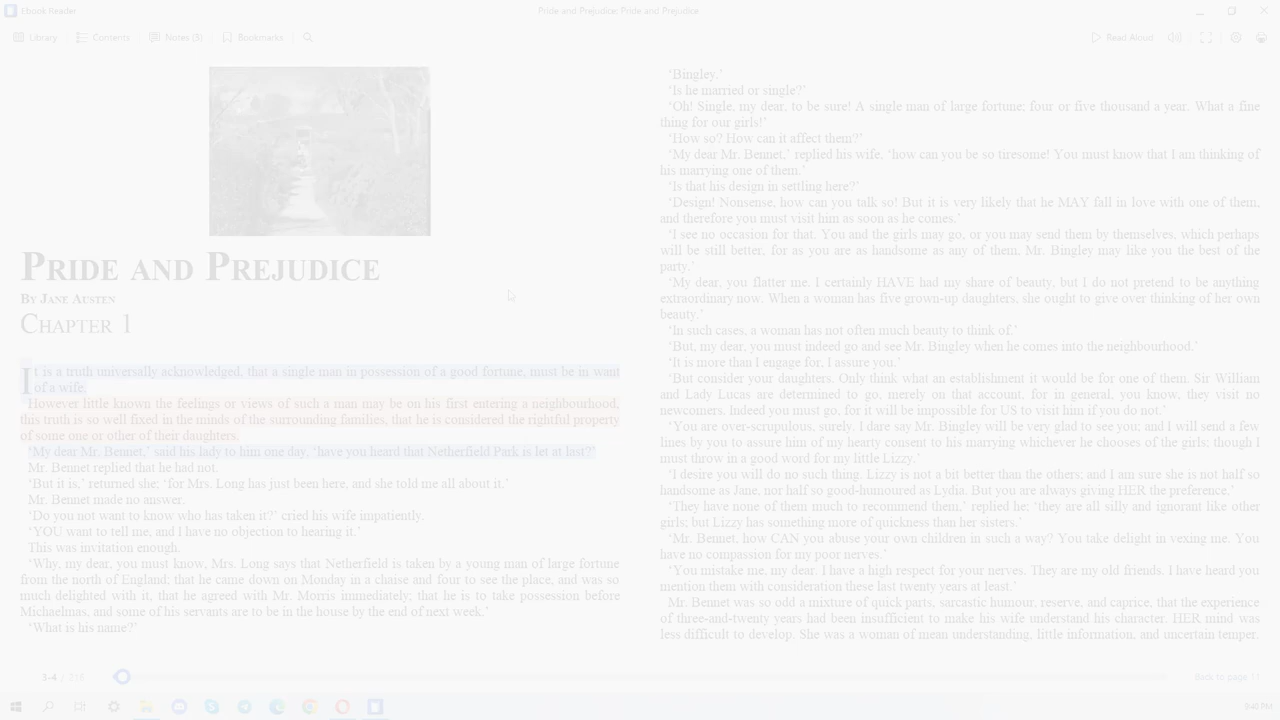 Ebook Reader
Pride and Prejudice: Pride and Prejudice
Library
Contents
Notes (3)
Bookmarks
Read Aloud
PRIDE AND PREJUDICE
BY JANE AUSTEN
CHAPTER 1
It is a truth universally acknowledged, that a single man in possession of a good fortune, must be in want
of a wife.
However little known the feelings or views of such a man may be on his first entering a neighbourhood,
this truth is so well fixed in the minds of the surrounding families, that he is considered the rightful property
of some one or other of their daughters.
‘My dear Mr. Bennet,’ said his lady to him one day, ‘have you heard that Netherfield Park is let at last?’
Mr. Bennet replied that he had not.
‘But it is,’ returned she; ‘for Mrs. Long has just been here, and she told me all about it.’
Mr. Bennet made no answer.
‘Do you not want to know who has taken it?’ cried his wife impatiently.
‘YOU want to tell me, and I have no objection to hearing it.’
This was invitation enough.
‘Why, my dear, you must know, Mrs. Long says that Netherfield is taken by a young man of large fortune
from the north of England; that he came down on Monday in a chaise and four to see the place, and was so
much delighted with it, that he agreed with Mr. Morris immediately; that he is to take possession before
Michaelmas, and some of his servants are to be in the house by the end of next week.’
‘What is his name?’
‘Bingley.’
‘Is he married or single?’
‘Oh! Single, my dear, to be sure! A single man of large fortune; four or five thousand a year. What a fine
thing for our girls!’
‘How so? How can it affect them?’
‘My dear Mr. Bennet,’ replied his wife, ‘how can you be so tiresome! You must know that I am thinking of
his marrying one of them.’
‘Is that his design in settling here?’
‘Design! Nonsense, how can you talk so! But it is very likely that he MAY fall in love with one of them,
and therefore you must visit him as soon as he comes.’
‘I see no occasion for that. You and the girls may go, or you may send them by themselves, which perhaps
will be still better, for as you are as handsome as any of them, Mr. Bingley may like you the best of the
party.’
‘My dear, you flatter me. I certainly HAVE had my share of beauty, but I do not pretend to be anything
extraordinary now. When a woman has five grown-up daughters, she ought to give over thinking of her own
beauty.’
‘In such cases, a woman has not often much beauty to think of.’
‘But, my dear, you must indeed go and see Mr. Bingley when he comes into the neighbourhood.’
‘It is more than I engage for, I assure you.’
‘But consider your daughters. Only think what an establishment it would be for one of them. Sir William
and Lady Lucas are determined to go, merely on that account, for in general, you know, they visit no
newcomers. Indeed you must go, for it will be impossible for US to visit him if you do not.’
‘You are over-scrupulous, surely. I dare say Mr. Bingley will be very glad to see you; and I will send a few
lines by you to assure him of my hearty consent to his marrying whichever he chooses of the girls; though I
must throw in a good word for my little Lizzy.’
‘I desire you will do no such thing. Lizzy is not a bit better than the others; and I am sure she is not half so
handsome as Jane, nor half so good-humoured as Lydia. But you are always giving HER the preference.’
‘They have none of them much to recommend them,’ replied he; ‘they are all silly and ignorant like other
girls; but Lizzy has something more of quickness than her sisters.’
‘Mr. Bennet, how CAN you abuse your own children in such a way? You take delight in vexing me. You
have no compassion for my poor nerves.’
‘You mistake me, my dear. I have a high respect for your nerves. They are my old friends. I have heard you
mention them with consideration these last twenty years at least.’
Mr. Bennet was so odd a mixture of quick parts, sarcastic humour, reserve, and caprice, that the experience
of three-and-twenty years had been insufficient to make his wife understand his character. HER mind was
less difficult to develop. She was a woman of mean understanding, little information, and uncertain temper.
3-4 /
Back to page 11
9:40 PM